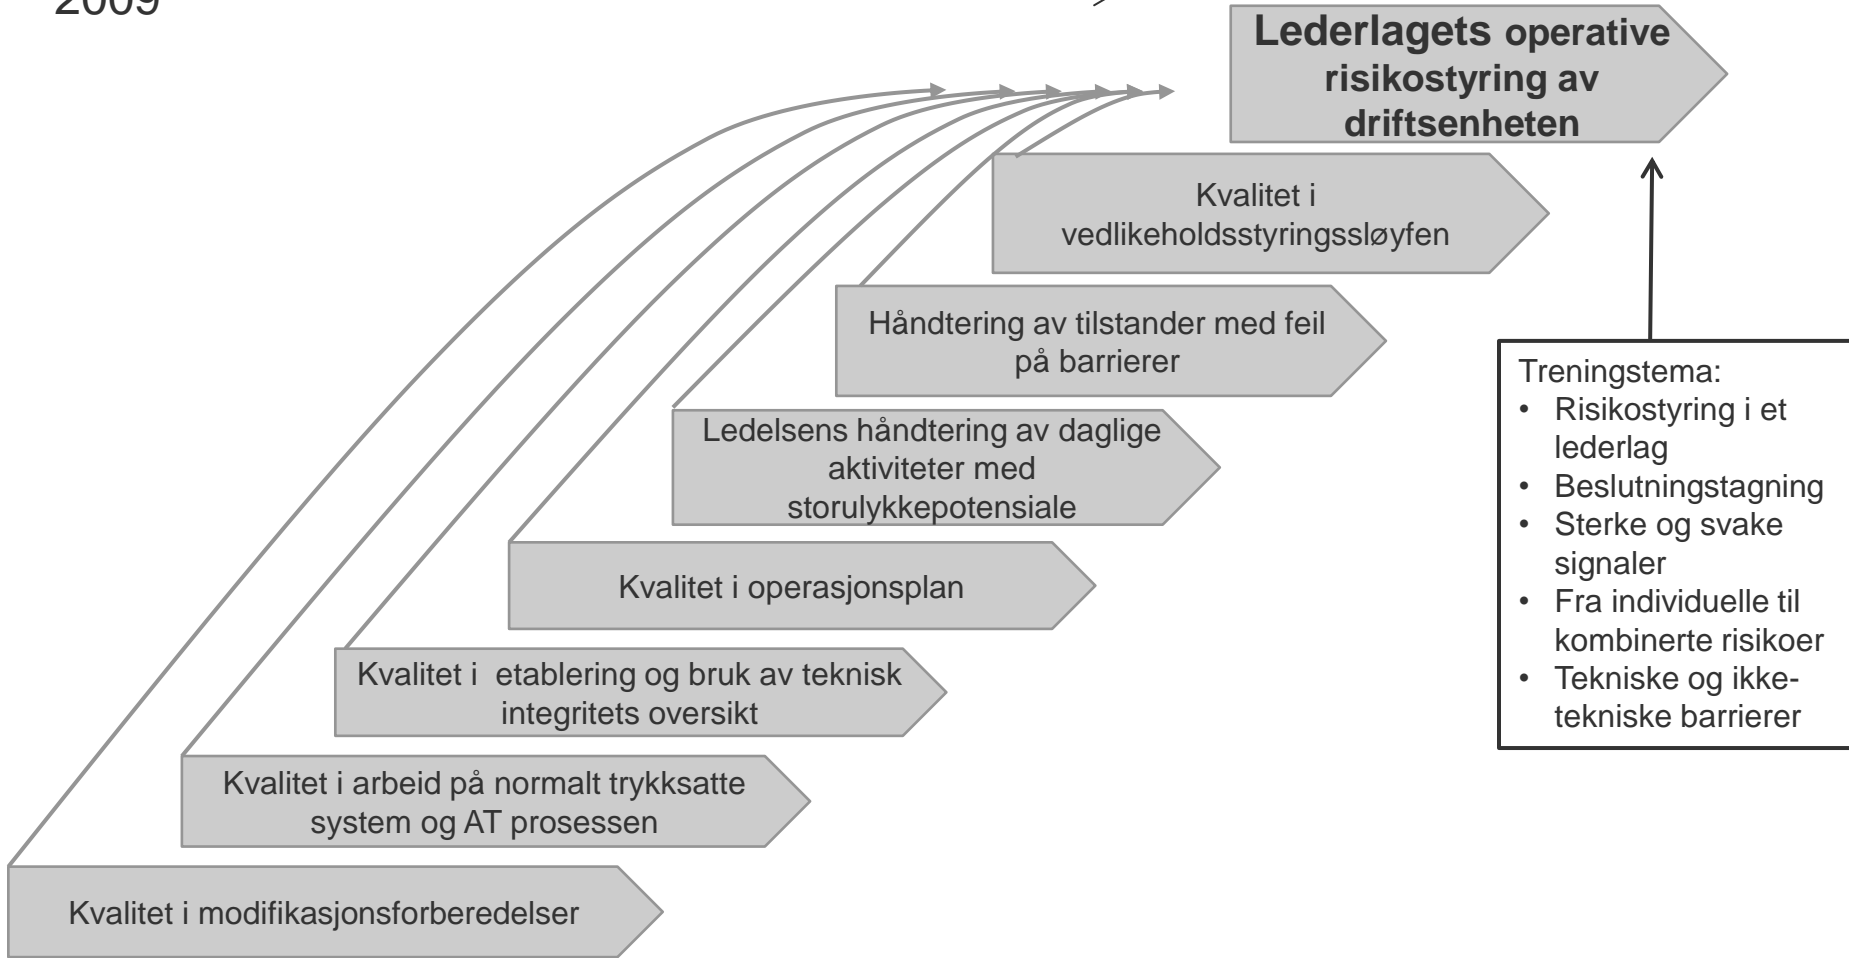 2009
Lederlagets operative
risikostyring av
driftsenheten
Kvalitet i
vedlikeholdsstyringssløyfen
Håndtering av tilstander med feil
på barrierer
Ledelsens håndtering av daglige
aktiviteter med
storulykkepotensiale
Kvalitet i operasjonsplan
Kvalitet i  etablering og bruk av teknisk
integritets oversikt
Kvalitet i arbeid på normalt trykksatte
system og AT prosessen
Kvalitet i modifikasjonsforberedelser
Treningstema:
• Risikostyring i et
lederlag
• Beslutningstagning
• Sterke og svake
signaler
• Fra individuelle til
kombinerte risikoer
• Tekniske og ikke-
tekniske barrierer